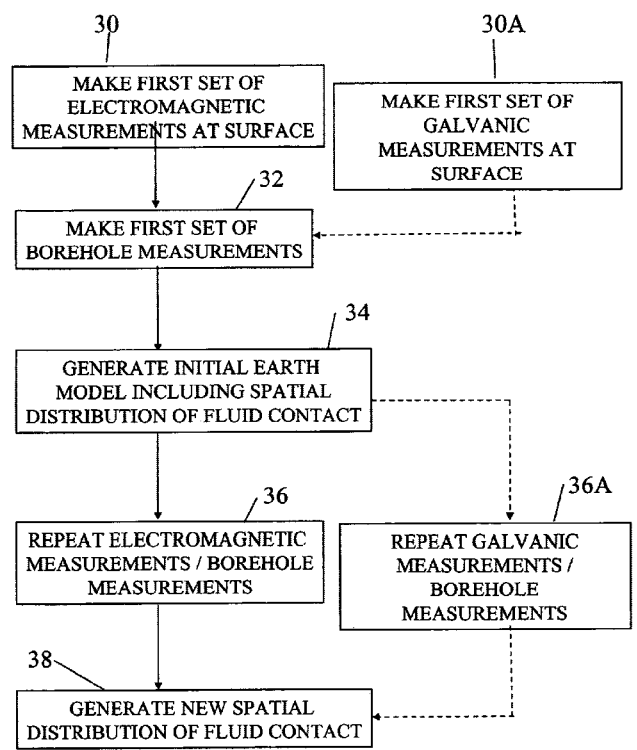 30
MAKE FIRST SET OF
ELECTROMAGNETIC
MEASUREMENTS AT SURFACE
30A
MAKE FIRST SET OF
GALVANIC
MEASUREMENTS AT
SURFACE
32
MAKE FIRST SET OF
BOREHOLE MEASUREMENTS
34
GENERATE INITIAL EARTH
MODEL INCLUDING SPATIAL
DISTRIBUTION OF FLUID CONTACT
36
REPEAT ELECTROMAGNETIC
MEASUREMENTS / BOREHOLE
MEASUREMENTS
36A
REPEAT GALVANIC
MEASUREMENTS /
BOREHOLE
MEASUREMENTS
38
GENERATE NEW SPATIAL
DISTRIBUTION OF FLUID CONTACT